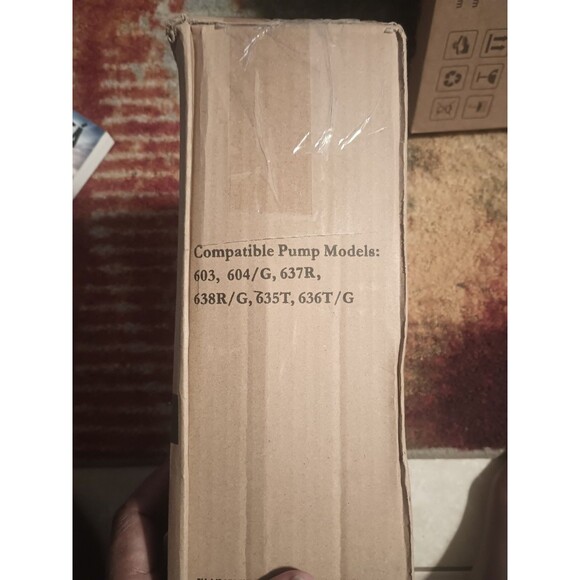 Compatible Pump Models:
603, 604/G, 637R,
638R/G, 635T, 636T/G